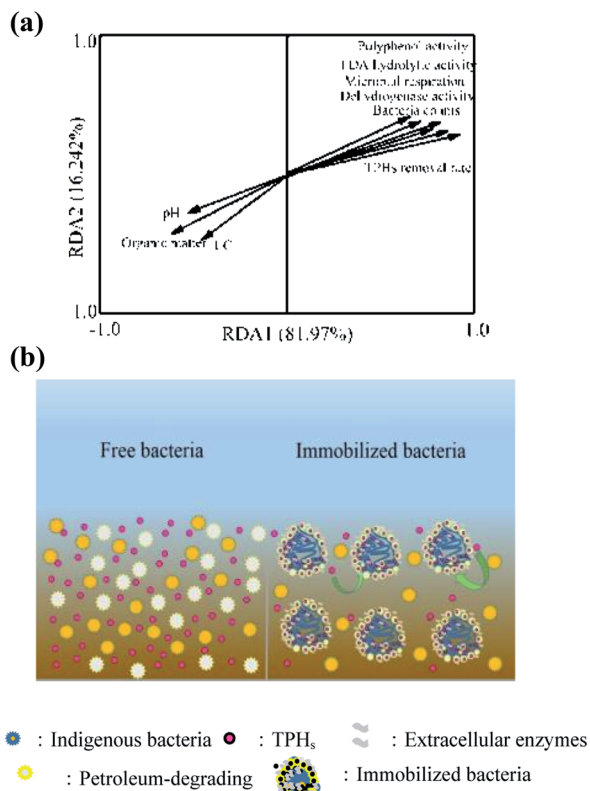 (a)
1.0
Polyphenol activity
FDA hydrolytic activity
Microbial respiration
Dehydrogenase activity
Bacteria counts
TPHs removal rate
pH
Organic matter
RDA2 (16.242%)
1.0
-1.0
RDA1 (81.97%)
1.0
(b)
Free bacteria
Immobilized bacteria
: Indigenous bacteria
: TPHs
: Extracellular enzymes
: Petroleum-degrading
: Immobilized bacteria